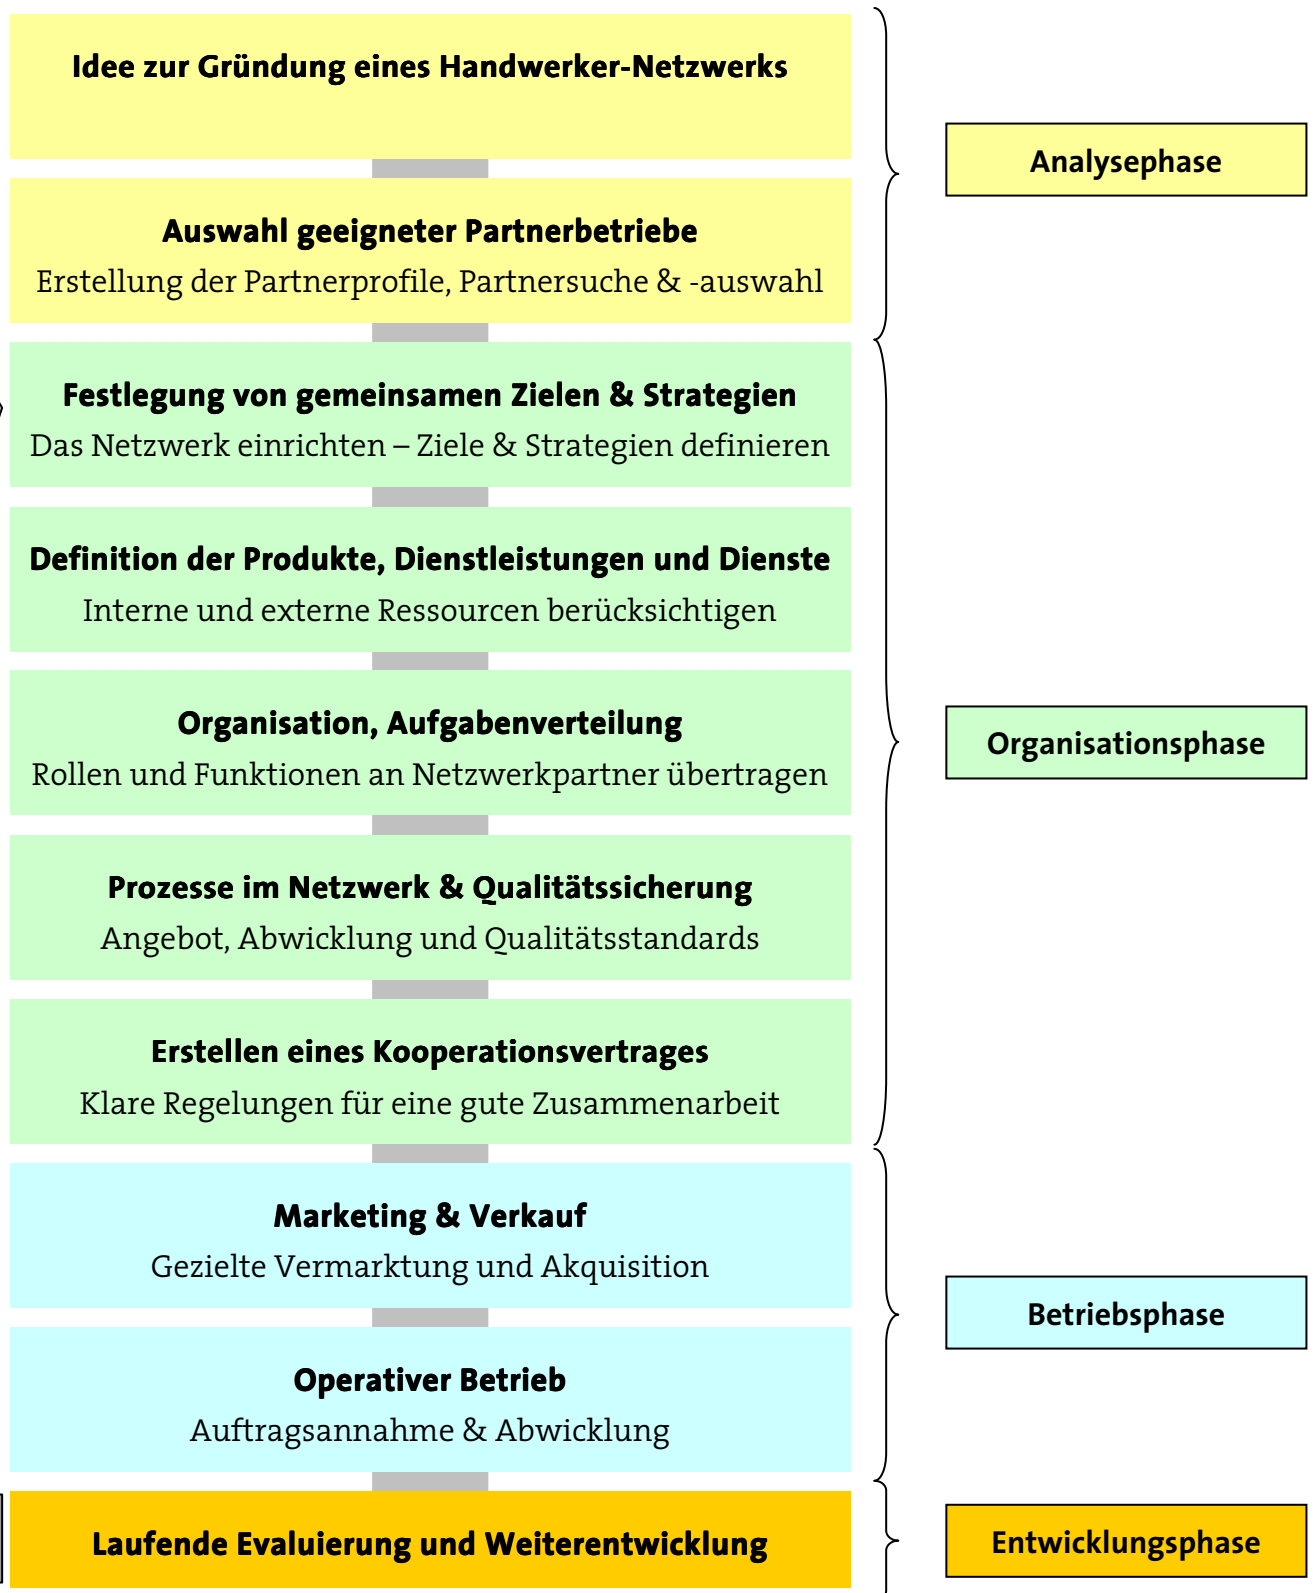 Idee zur Gründung eines Handwerker-Netzwerks
Analysephase
Auswahl geeigneter Partnerbetriebe
Erstellung der Partnerprofile, Partnersuche & -auswahl
Festlegung von gemeinsamen Zielen & Strategien
Das Netzwerk einrichten – Ziele & Strategien definieren
Definition der Produkte, Dienstleistungen und Dienste
Interne und externe Ressourcen berücksichtigen
Organisation, Aufgabenverteilung
Rollen und Funktionen an Netzwerkpartner übertragen
Organisationsphase
Prozesse im Netzwerk & Qualitätssicherung
Angebot, Abwicklung und Qualitätsstandards
Erstellen eines Kooperationsvertrages
Klare Regelungen für eine gute Zusammenarbeit
Marketing & Verkauf
Gezielte Vermarktung und Akquisition
Betriebsphase
Operativer Betrieb
Auftragsannahme & Abwicklung
Laufende Evaluierung und Weiterentwicklung
Entwicklungsphase